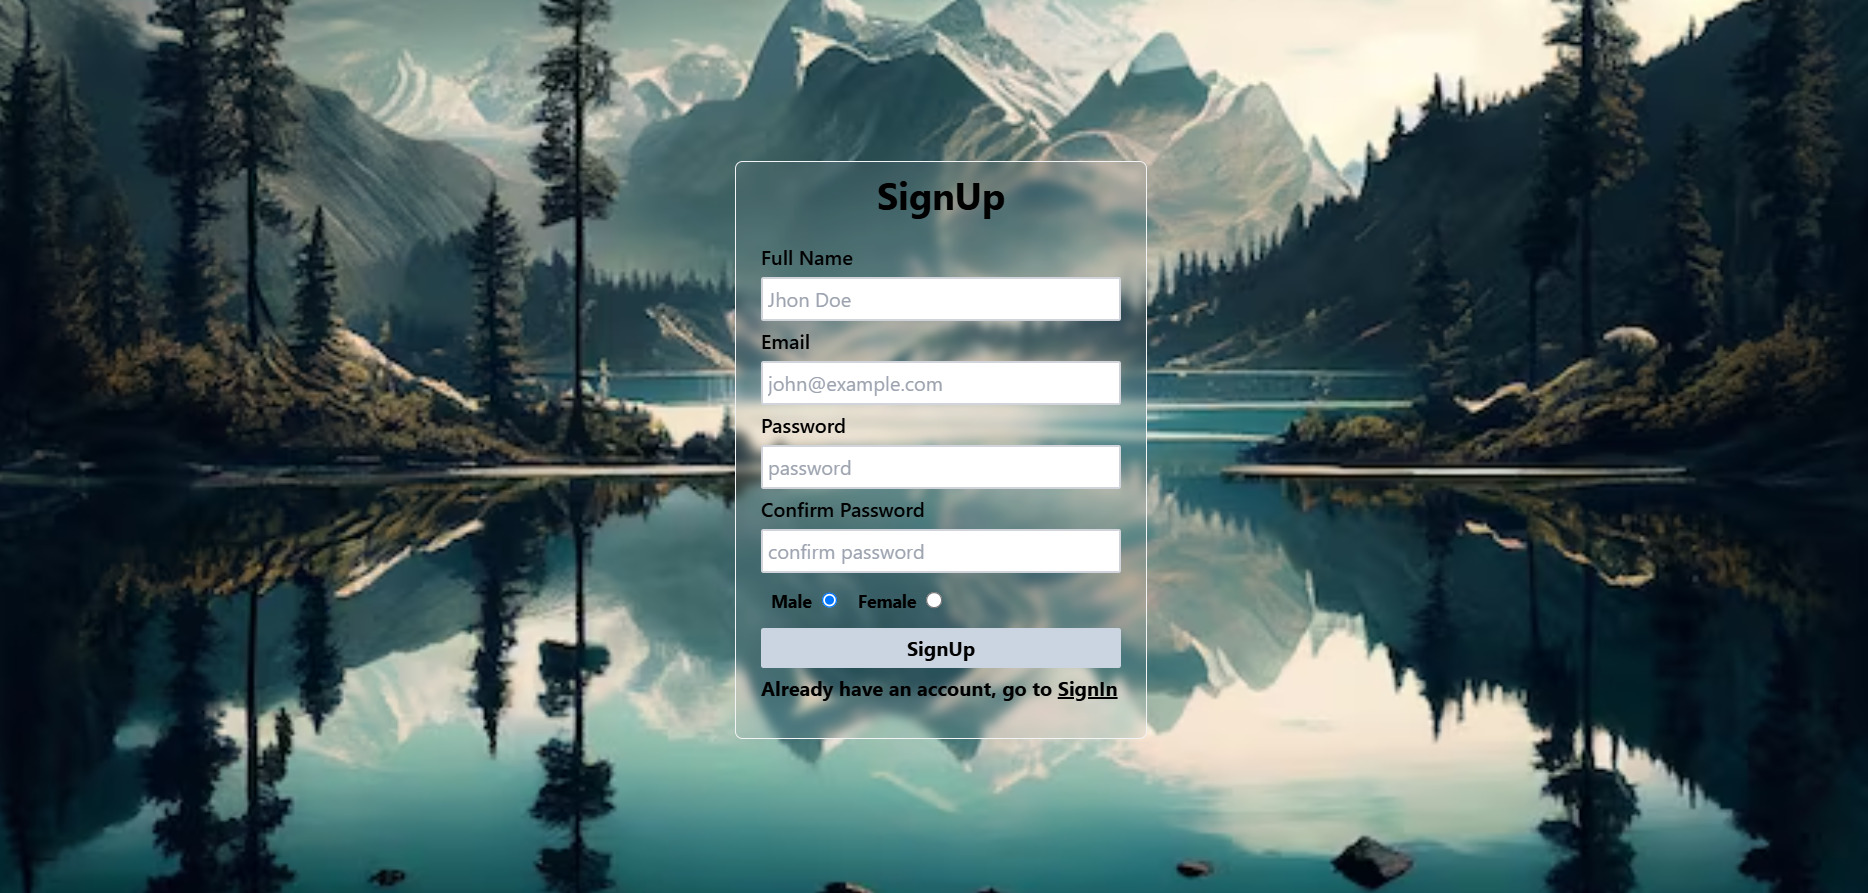 SignUp
Full Name
Jhon Doe
Email
john@example.com
Password
password
Confirm Password
confirm password
Male Female
SignUp
Already have an account, go to SignIn